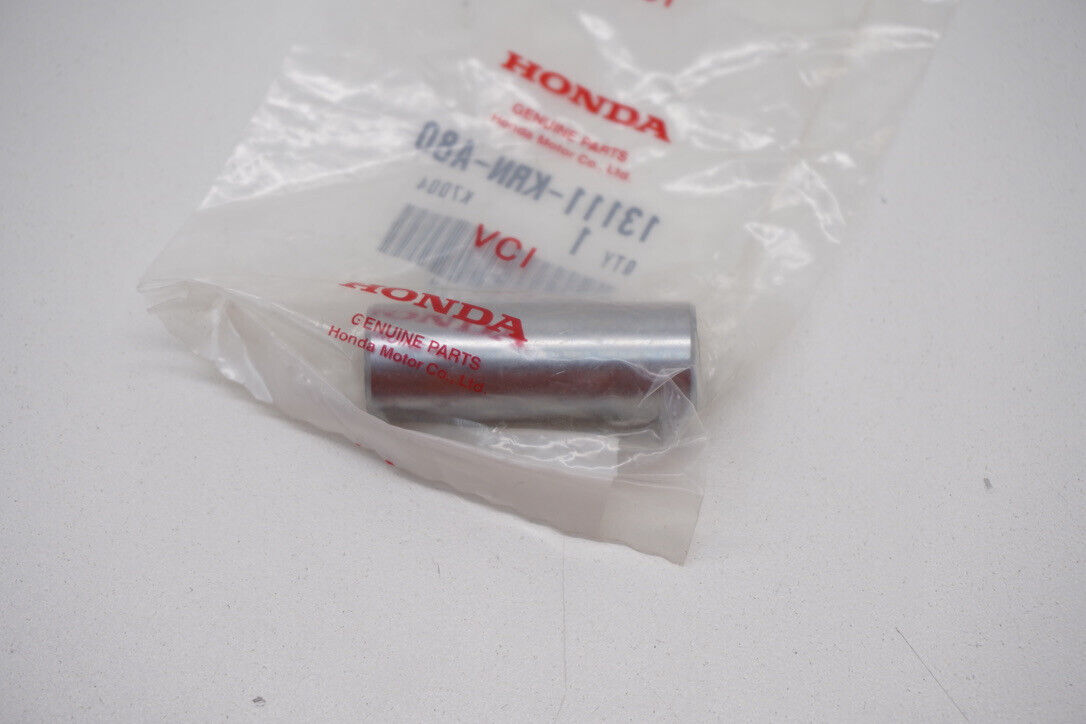 HONDA
GENUINE PARTS
Honda Motor Co., Ltd.
13111-KRN-A80
K7004
QTY 1
VCI
HONDA
GENUINE PARTS
Honda Motor Co., Ltd.